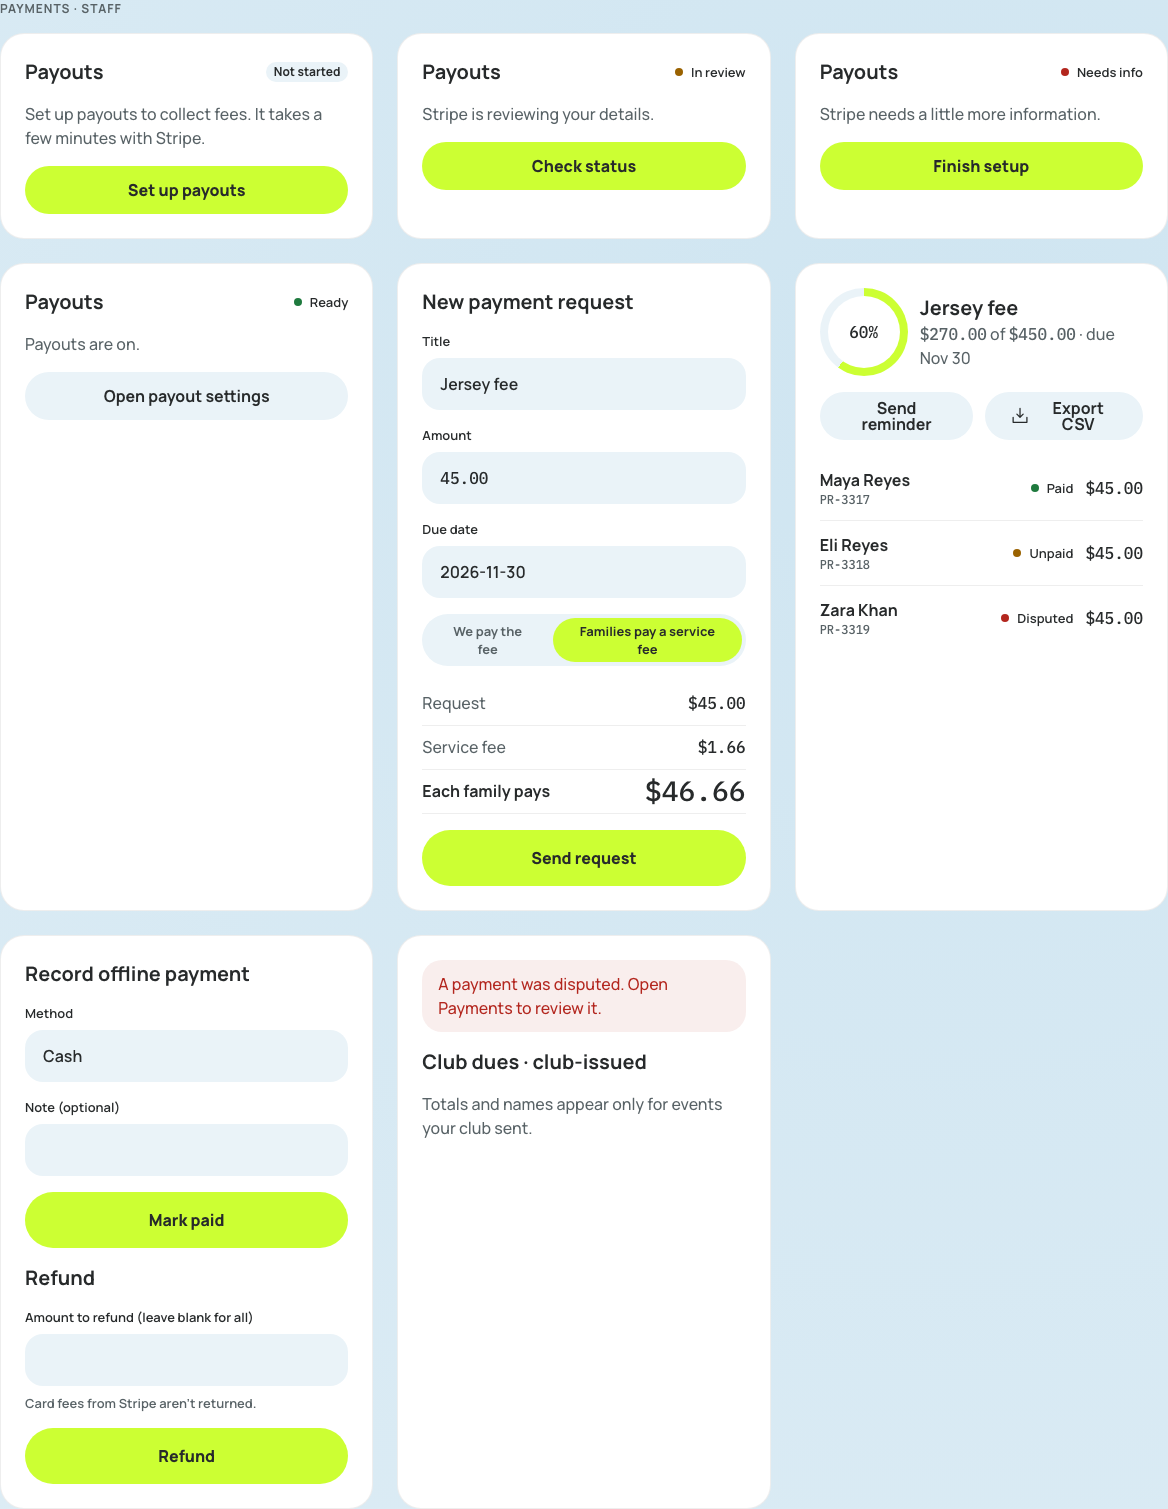 PAYMENTS · STAFF
Payouts
Not started
Set up payouts to collect fees. It takes a
few minutes with Stripe.
Set up payouts
Payouts
In review
Stripe is reviewing your details.
Check status
Payouts
Needs info
Stripe needs a little more information.
Finish setup
Payouts
Ready
Payouts are on.
Open payout settings
New payment request
Title
Jersey fee
Amount
45.00
Due date
2026-11-30
We pay the
fee
Families pay a service
fee
Request
$45.00
Service fee
$1.66
Each family pays
$46.66
Send request
60%
Jersey fee
$270.00 of $450.00 · due
Nov 30
Send
reminder
Export
CSV
Maya Reyes
PR-3317
Paid
$45.00
Eli Reyes
PR-3318
Unpaid
$45.00
Zara Khan
PR-3319
Disputed
$45.00
Record offline payment
Method
Cash
Note (optional)
Mark paid
Refund
Amount to refund (leave blank for all)
Card fees from Stripe aren't returned.
Refund
A payment was disputed. Open
Payments to review it.
Club dues · club-issued
Totals and names appear only for events
your club sent.